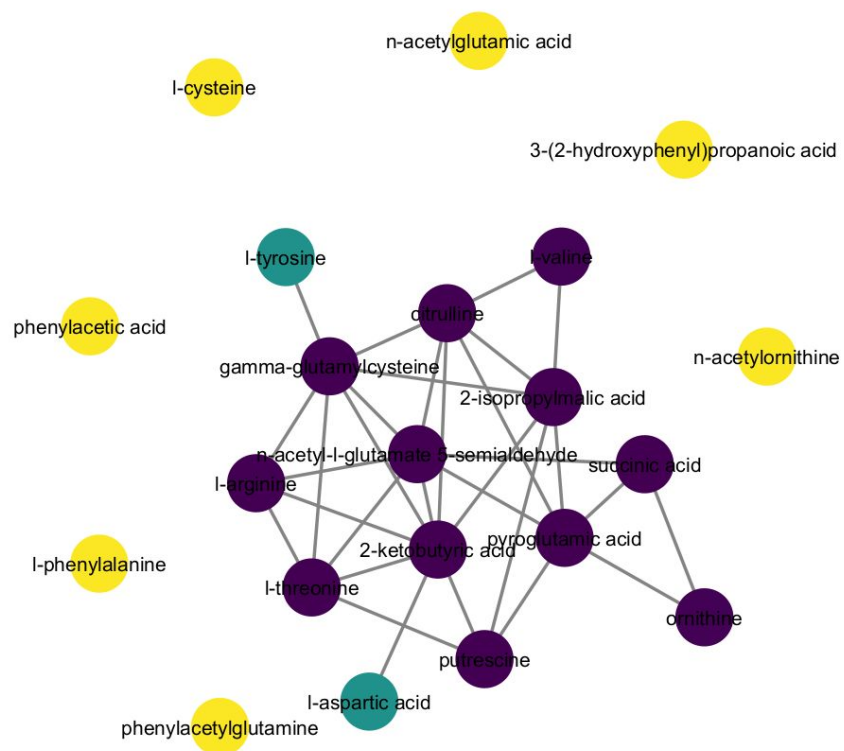 n-acetylglutamic acid
l-cysteine
3-(2-hydroxyphenyl)propanoic acid
l-tyrosine
l-valine
citrulline
phenylacetic acid
n-acetylornithine
gamma-glutamylcysteine
2-isopropylmalic acid
n-acetyl-l-glutamate 5-semialdehyde
succinic acid
l-arginine
pyroglutamic acid
2-ketobutyric acid
l-phenylalanine
l-threonine
ornithine
putrescine
l-aspartic acid
phenylacetylglutamine